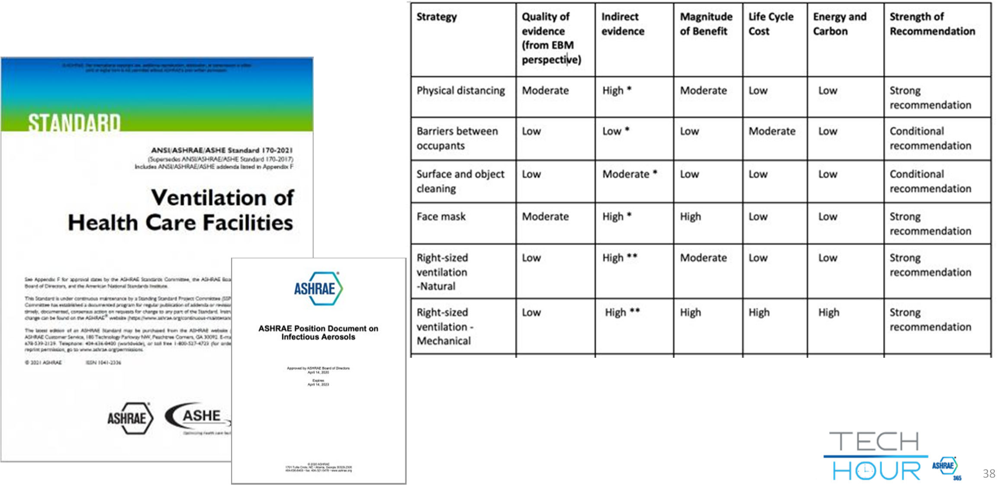 STANDARD
ANSI/ASHRAE/ASHE Standard 170-2021
(Supersedes ANSI/ASHRAE/ASHE Standard 170-2017)
Includes ANSI/ASHRAE/ASHE addenda listed in Appendix F
Ventilation of
Health Care Facilities
See Appendix F for approval dates by the ASHRAE Standards Committee, the ASHRAE Boa
Board of Directors, and the American National Standards Institute.
This Standard is under continuous maintenance by a Standing Standard Project Committee (SSP
Committee has established a documented program for regular publication of addenda or revision
timely, documented, consensus action on requests for change to any part of the Standard. Instru
change can be found on the ASHRAE® website (https://www.ashrae.org/continuous-maintenanc
The latest edition of an ASHRAE Standard may be purchased from the ASHRAE website
ASHRAE Customer Service, 180 Technology Parkway NW, Peachtree Corners, GA 30092. E-ma
678-539-2129. Telephone: 404-636-8400 (worldwide), or toll free 1-800-527-4723 (for orde
reprint permission, go to www.ashrae.org/permissions.
© 2021 ASHRAE ISSN 1041-2336
ASHRAE
ASHE
ASHRAE
ASHRAE Position Document on
Infectious Aerosols
Approved by ASHRAE Board of Directors
April 14, 2020
Expires
April 14, 2023
© 2020 ASHRAE
1791 Tullie Circle, NE • Atlanta, Georgia 30329-2305
404-636-8400 • fax: 404-321-5478 • www.ashrae.org
Strategy Quality of evidence (from EBM perspective) Indirect evidence Magnitude of Benefit Life Cycle Cost Energy and Carbon Strength of Recommendation
Physical distancing Moderate High * Moderate Low Low Strong recommendation
Barriers between occupants Low Low * Low Moderate Low Conditional recommendation
Surface and object cleaning Low Moderate * Low Low Low Conditional recommendation
Face mask Moderate High * High Low Low Strong recommendation
Right-sized ventilation -Natural Low High ** Moderate Low Low Strong recommendation
Right-sized ventilation - Mechanical Low High ** High High High Strong recommendation
TECH
HOUR
ASHRAE
365
38